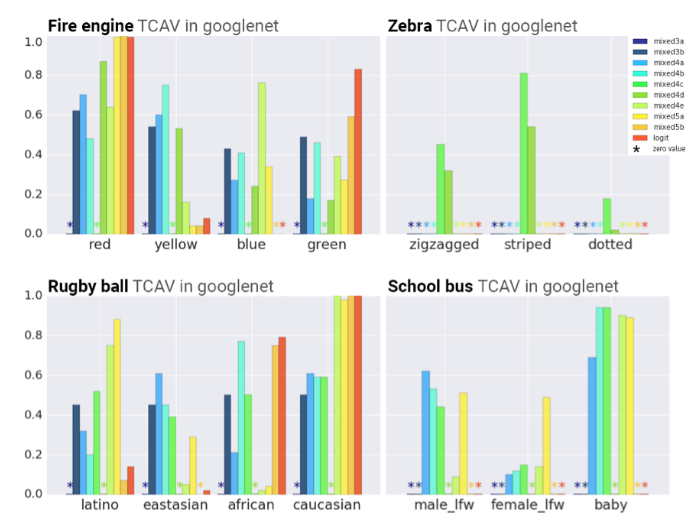 Fire engine TCAV in googlenet
1.0
0.8
0.6
0.4
0.2
0.0
* * * * * * * * * *
red yellow blue green
Zebra TCAV in googlenet
mixed3a
mixed3b
mixed4a
mixed4b
mixed4c
mixed4d
mixed4e
mixed5a
mixed5b
logit
* zero value
zigzagged striped dotted
Rugby ball TCAV in googlenet
1.0
0.8
0.6
0.4
0.2
0.0
latino eastasian african caucasian
School bus TCAV in googlenet
male_lfw female_lfw baby